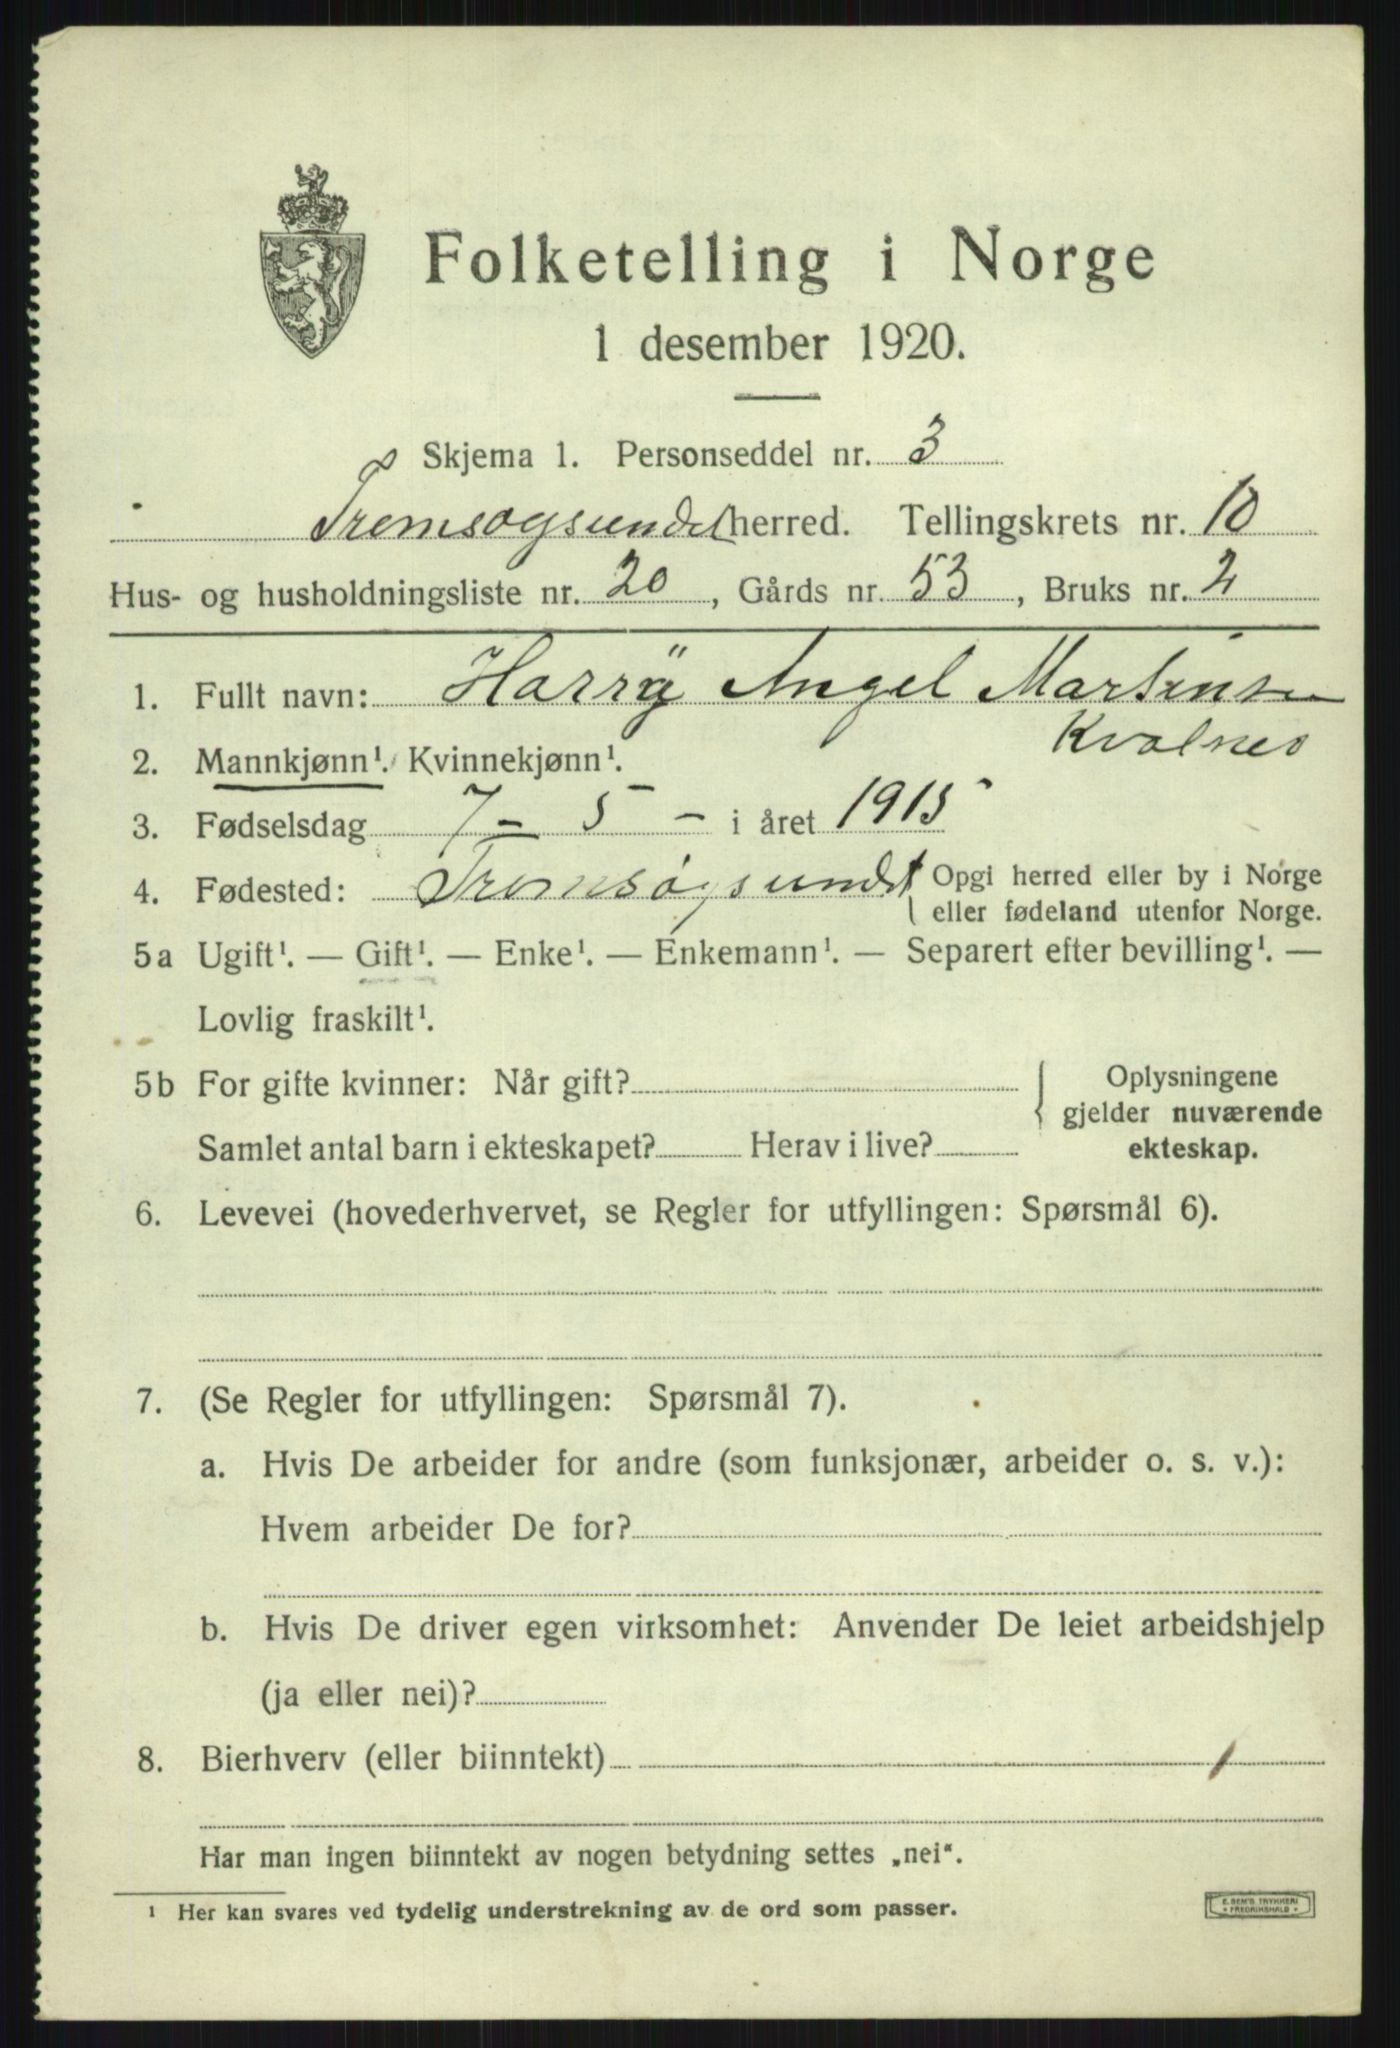 Folketelling i Norge
1 desember 1920.
Skjema 1. Personseddel nr. 3
Tromsøysundet herred. Tellingskrets nr. 10
Hus- og husholdningsliste nr. 20, Gårds nr. 53, Bruks nr. 2
1. Fullt navn: Harry Angel Martinsen
Kvalnes
2. Mannkjønn¹. Kvinnekjønn¹.
3. Fødselsdag 7 - 5 - i året 1915
4. Fødested: Tromsøysundet Opgi herred eller by i Norge
eller fødeland utenfor Norge.
5a Ugift¹. — Gift¹. — Enke¹. — Enkemann¹. — Separert efter bevilling¹. —
Lovlig fraskilt¹.
5b For gifte kvinner: Når gift? Oplysningene
gjelder nuværende
Samlet antal barn i ekteskapet? Herav i live? ekteskap.
6. Levevei (hovederhvervet, se Regler for utfyllingen: Spørsmål 6).
7. (Se Regler for utfyllingen: Spørsmål 7).
a. Hvis De arbeider for andre (som funksjonær, arbeider o. s. v.):
Hvem arbeider De for?
b. Hvis De driver egen virksomhet: Anvender De leiet arbeidshjelp
(ja eller nei)?
8. Bierhverv (eller biinntekt)
Har man ingen biinntekt av nogen betydning settes „nei“.
¹ Her kan svares ved tydelig understrekning av de ord som passer.
E. SEM'S TRYKKERI
FREDRIKSHALD